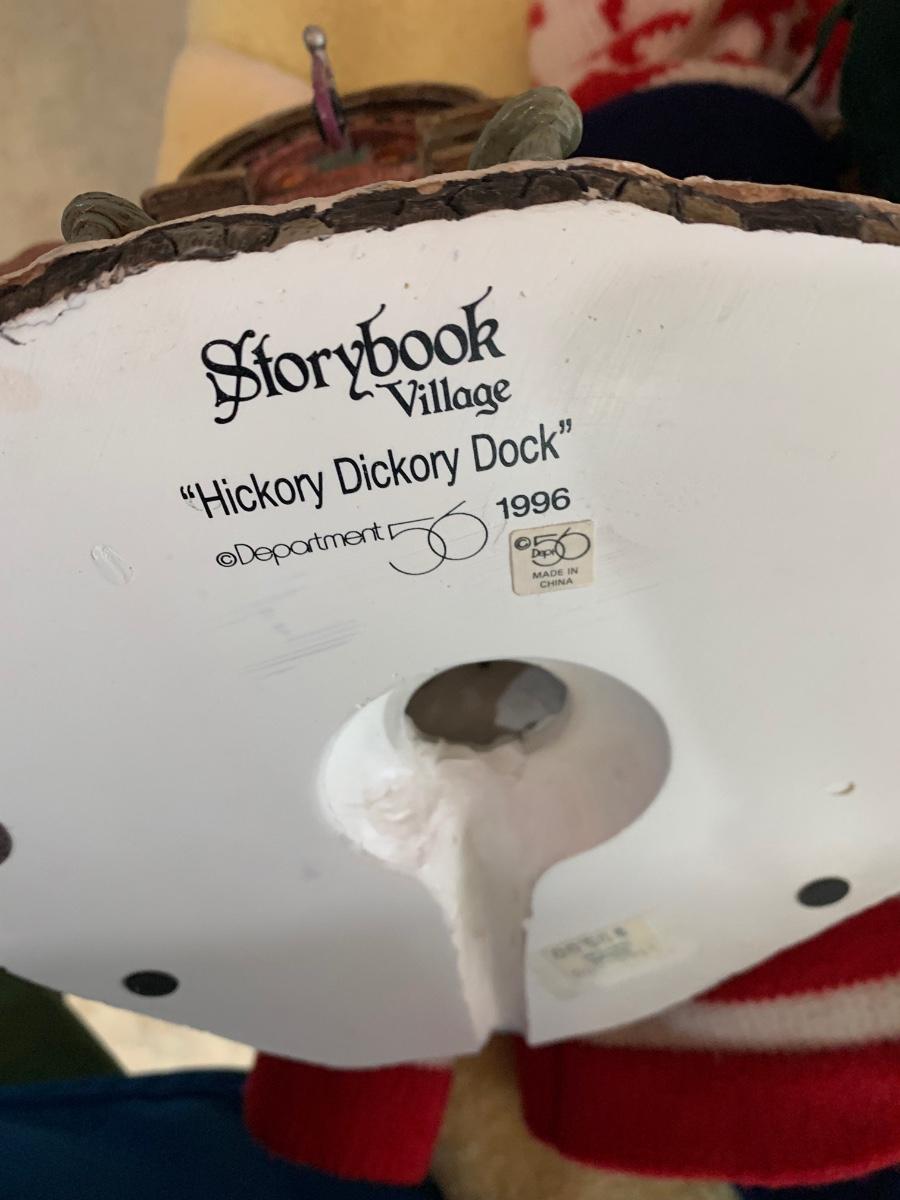 Storybook
Village
“Hickory Dickory Dock”
©Department 56 1996
©56
Dept
MADE IN
CHINA